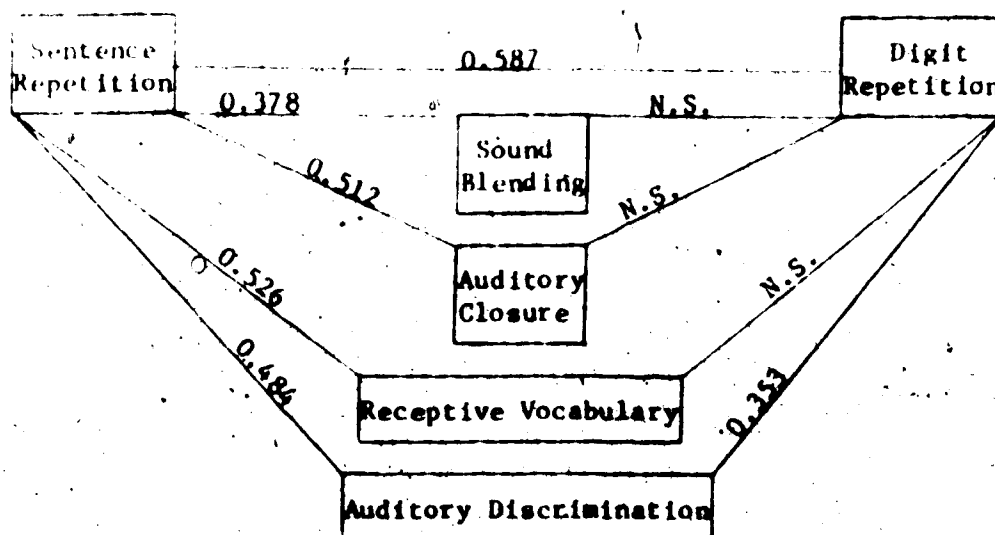 Sentence
Repetition
0.587
Digit
Repetition
0.378
N.S.
Sound
Blending
0.512
N.S.
Auditory
Closure
0.526
N.S.
Receptive Vocabulary
0.484
0.353
Auditory Discrimination